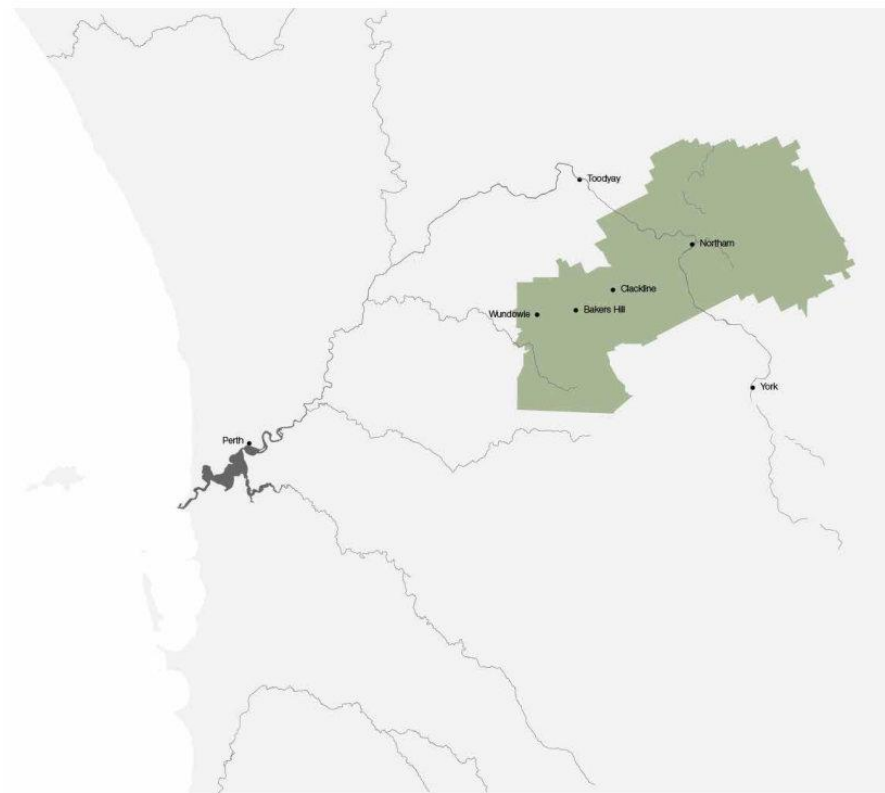 Toodyay
Northam
Clackline
Bakers Hill
Wundowie
York
Perth